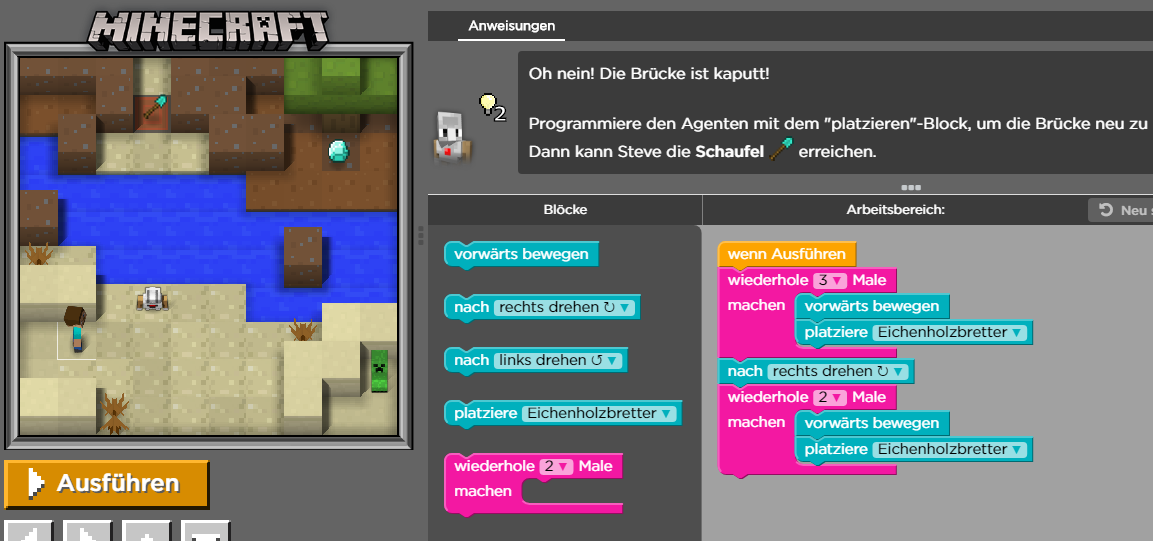 MINECRAFT
Anweisungen
Oh nein! Die Brücke ist kaputt!
2
Programmiere den Agenten mit dem "platzieren"-Block, um die Brücke neu zu
Dann kann Steve die Schaufel erreichen.
Blöcke
Arbeitsbereich:
Neu s
vorwärts bewegen
nach rechts drehen ↻ ▼
nach links drehen ↺ ▼
platziere Eichenholzbretter ▼
wiederhole 2 ▼ Male
machen
wenn Ausführen
wiederhole 3 ▼ Male
machen vorwärts bewegen
platziere Eichenholzbretter ▼
nach rechts drehen ↻ ▼
wiederhole 2 ▼ Male
machen vorwärts bewegen
platziere Eichenholzbretter ▼
Ausführen